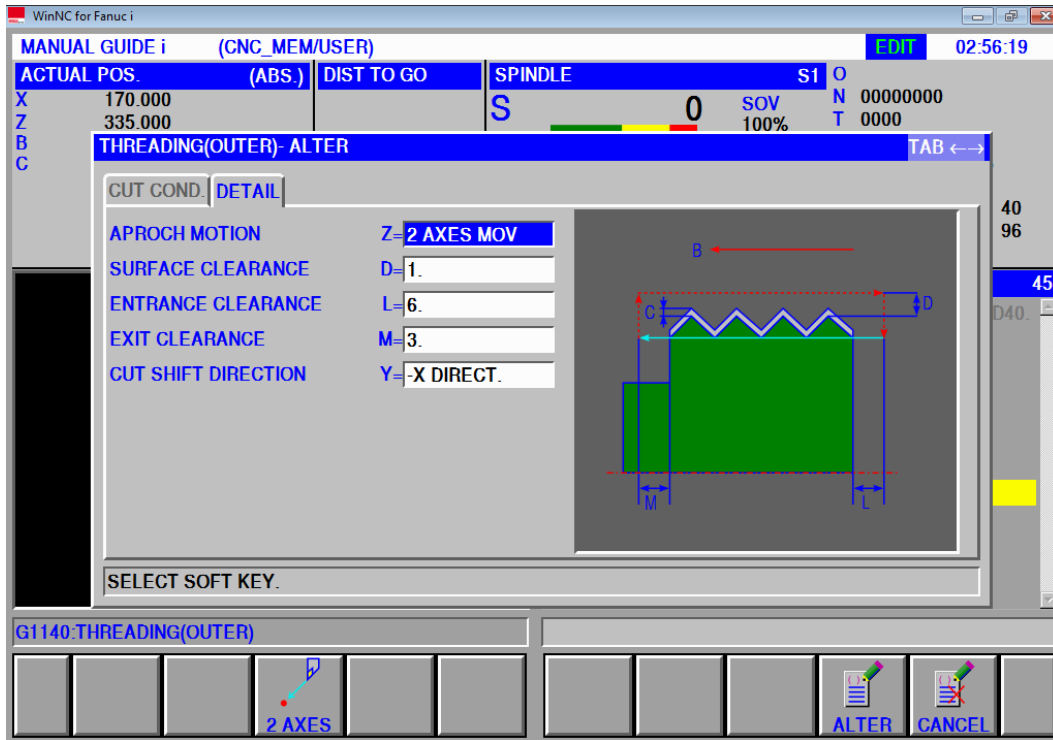 WinNC for Fanuc i
MANUAL GUIDE i (CNC_MEM/USER) EDIT 02:56:19
ACTUAL POS. (ABS.) DIST TO GO SPINDLE S1 O
X 170.000 S 0 SOV N 00000000
Z 335.000 100% T 0000
B
C
THREADING(OUTER)- ALTER TAB ←→
CUT COND. DETAIL
40
96
APROCH MOTION Z= 2 AXES MOV
SURFACE CLEARANCE D= 1.
ENTRANCE CLEARANCE L= 6.
EXIT CLEARANCE M= 3.
CUT SHIFT DIRECTION Y= -X DIRECT.
B
C
D
M
L
45
D40.
SELECT SOFT KEY.
G1140:THREADING(OUTER)
2 AXES ALTER CANCEL